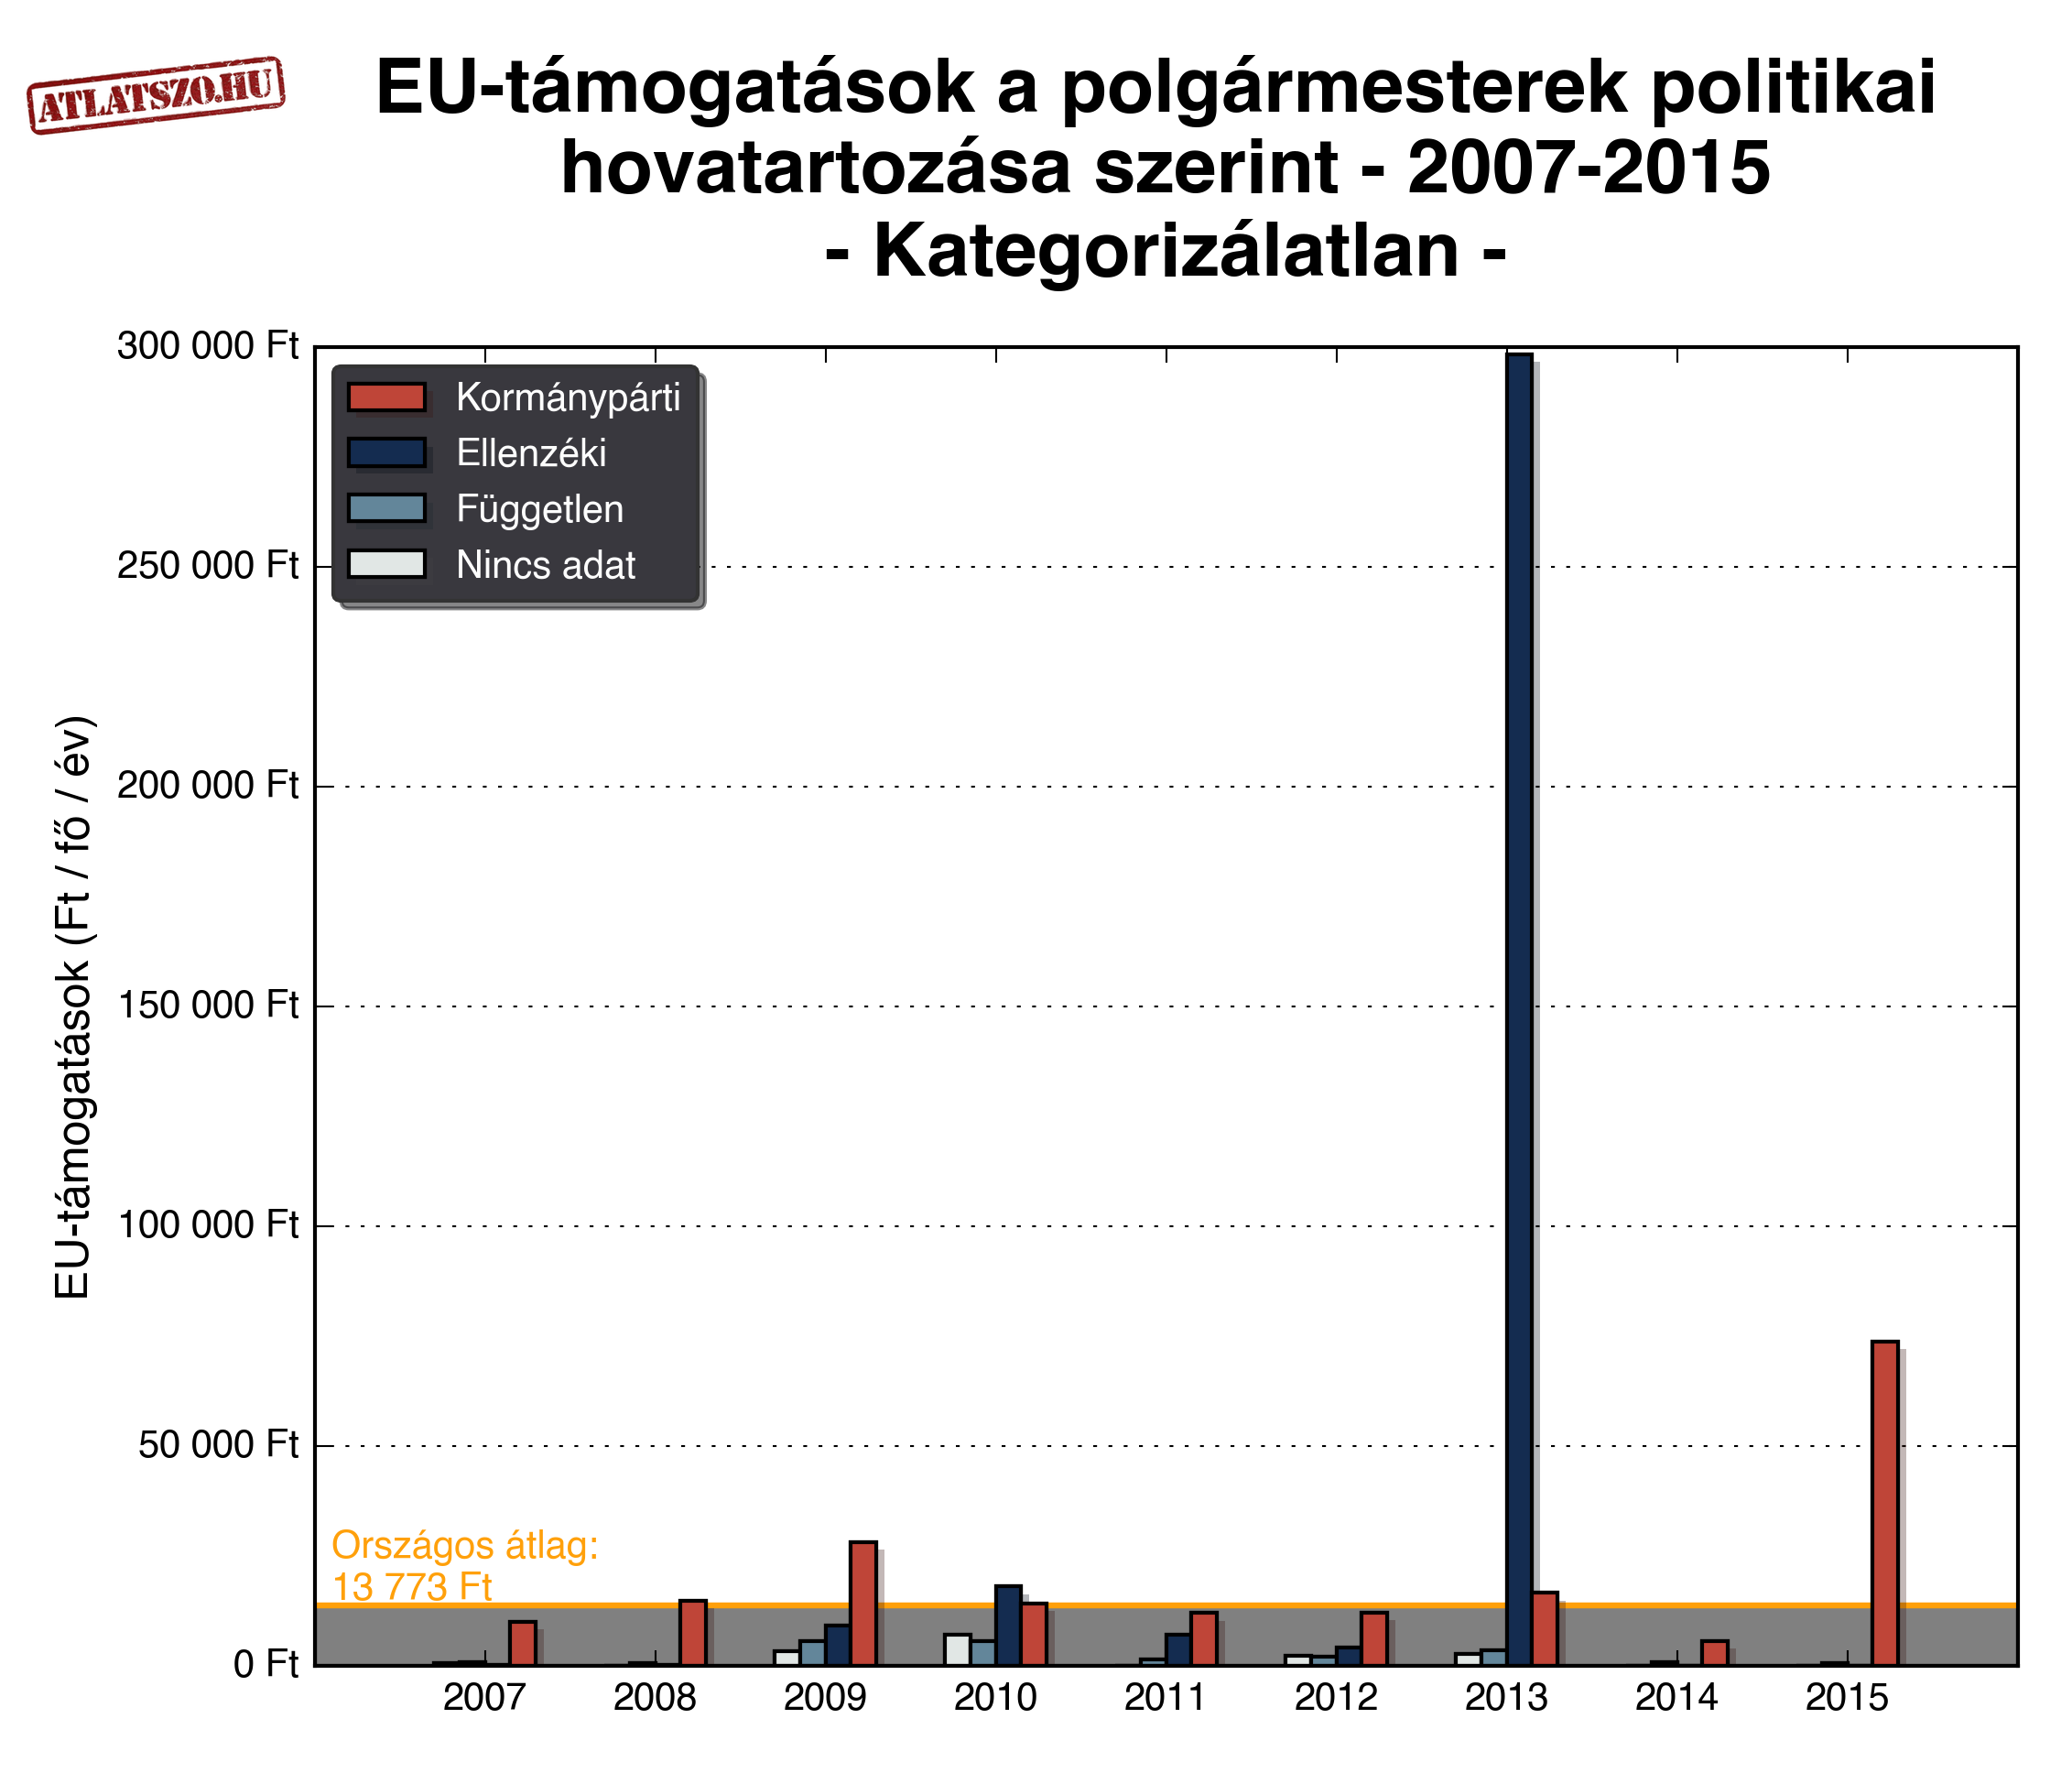 ATLATSZO.HU
EU-támogatások a polgármesterek politikai
hovatartozása szerint - 2007-2015
- Kategorizálatlan -
300 000 Ft
250 000 Ft
200 000 Ft
150 000 Ft
100 000 Ft
50 000 Ft
0 Ft
EU-támogatások (Ft / fő / év)
Kormánypárti
Ellenzéki
Független
Nincs adat
Országos átlag:
13 773 Ft
2007 2008 2009 2010 2011 2012 2013 2014 2015